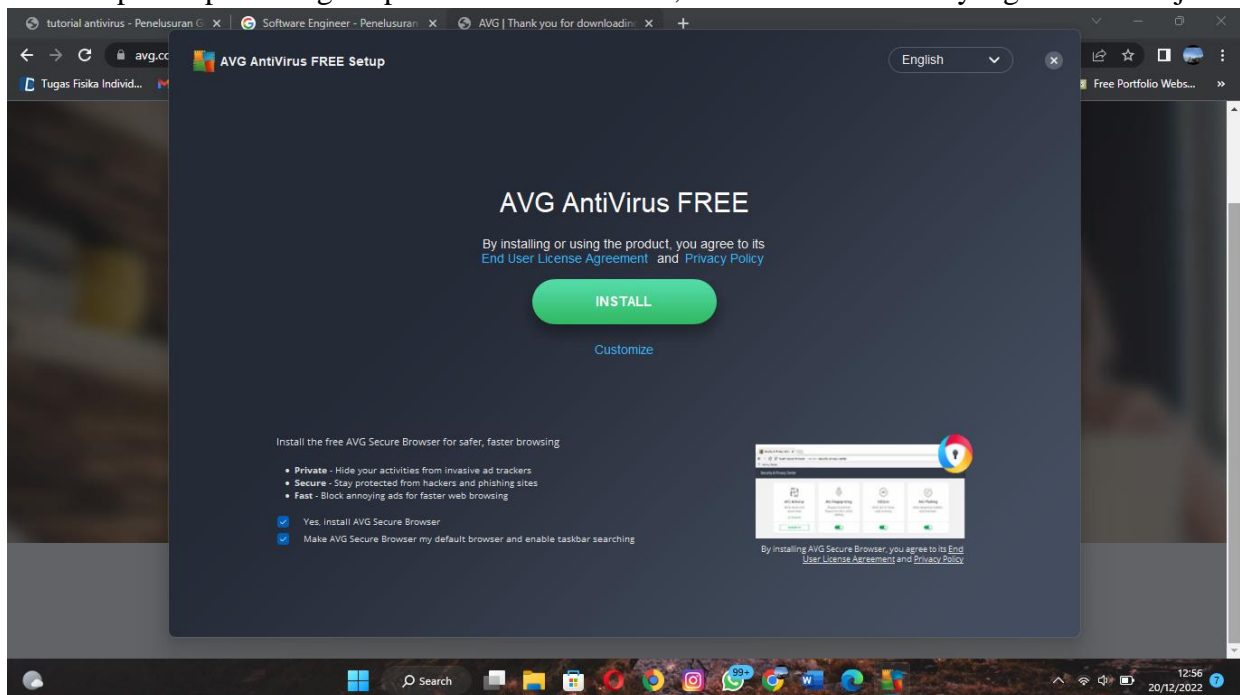 tutorial antivirus - Penelusuran G
Software Engineer - Penelusuran
AVG | Thank you for downloadin
avg.co
Tugas Fisika Individ...
Free Portfolio Webs...
AVG AntiVirus FREE Setup
English
AVG AntiVirus FREE
By installing or using the product, you agree to its
End User License Agreement and Privacy Policy
INSTALL
Customize
Install the free AVG Secure Browser for safer, faster browsing
• Private - Hide your activities from invasive ad trackers
• Secure - Stay protected from hackers and phishing sites
• Fast - Block annoying ads for faster web browsing
Yes, install AVG Secure Browser
Make AVG Secure Browser my default browser and enable taskbar searching
By installing AVG Secure Browser, you agree to its End
User License Agreement and Privacy Policy
Search
99+
12:56
20/12/2022
7